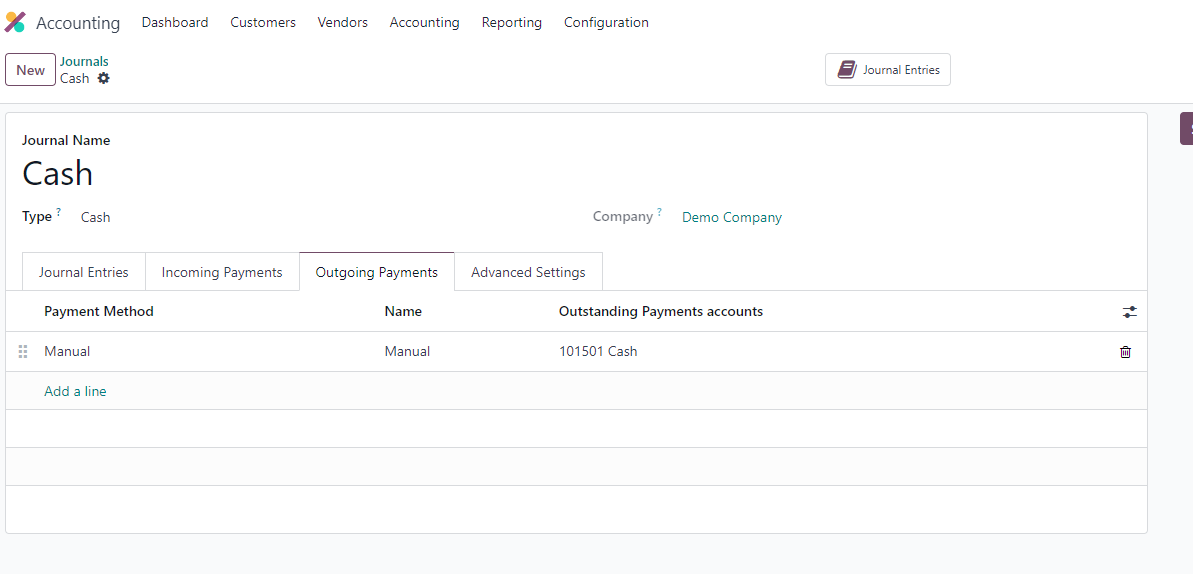 Accounting Dashboard Customers Vendors Accounting Reporting Configuration
New Journals
Cash
Journal Entries
Journal Name
Cash
Type ? Cash
Company ? Demo Company
Journal Entries Incoming Payments Outgoing Payments Advanced Settings
Payment Method Name Outstanding Payments accounts
Manual Manual 101501 Cash
Add a line